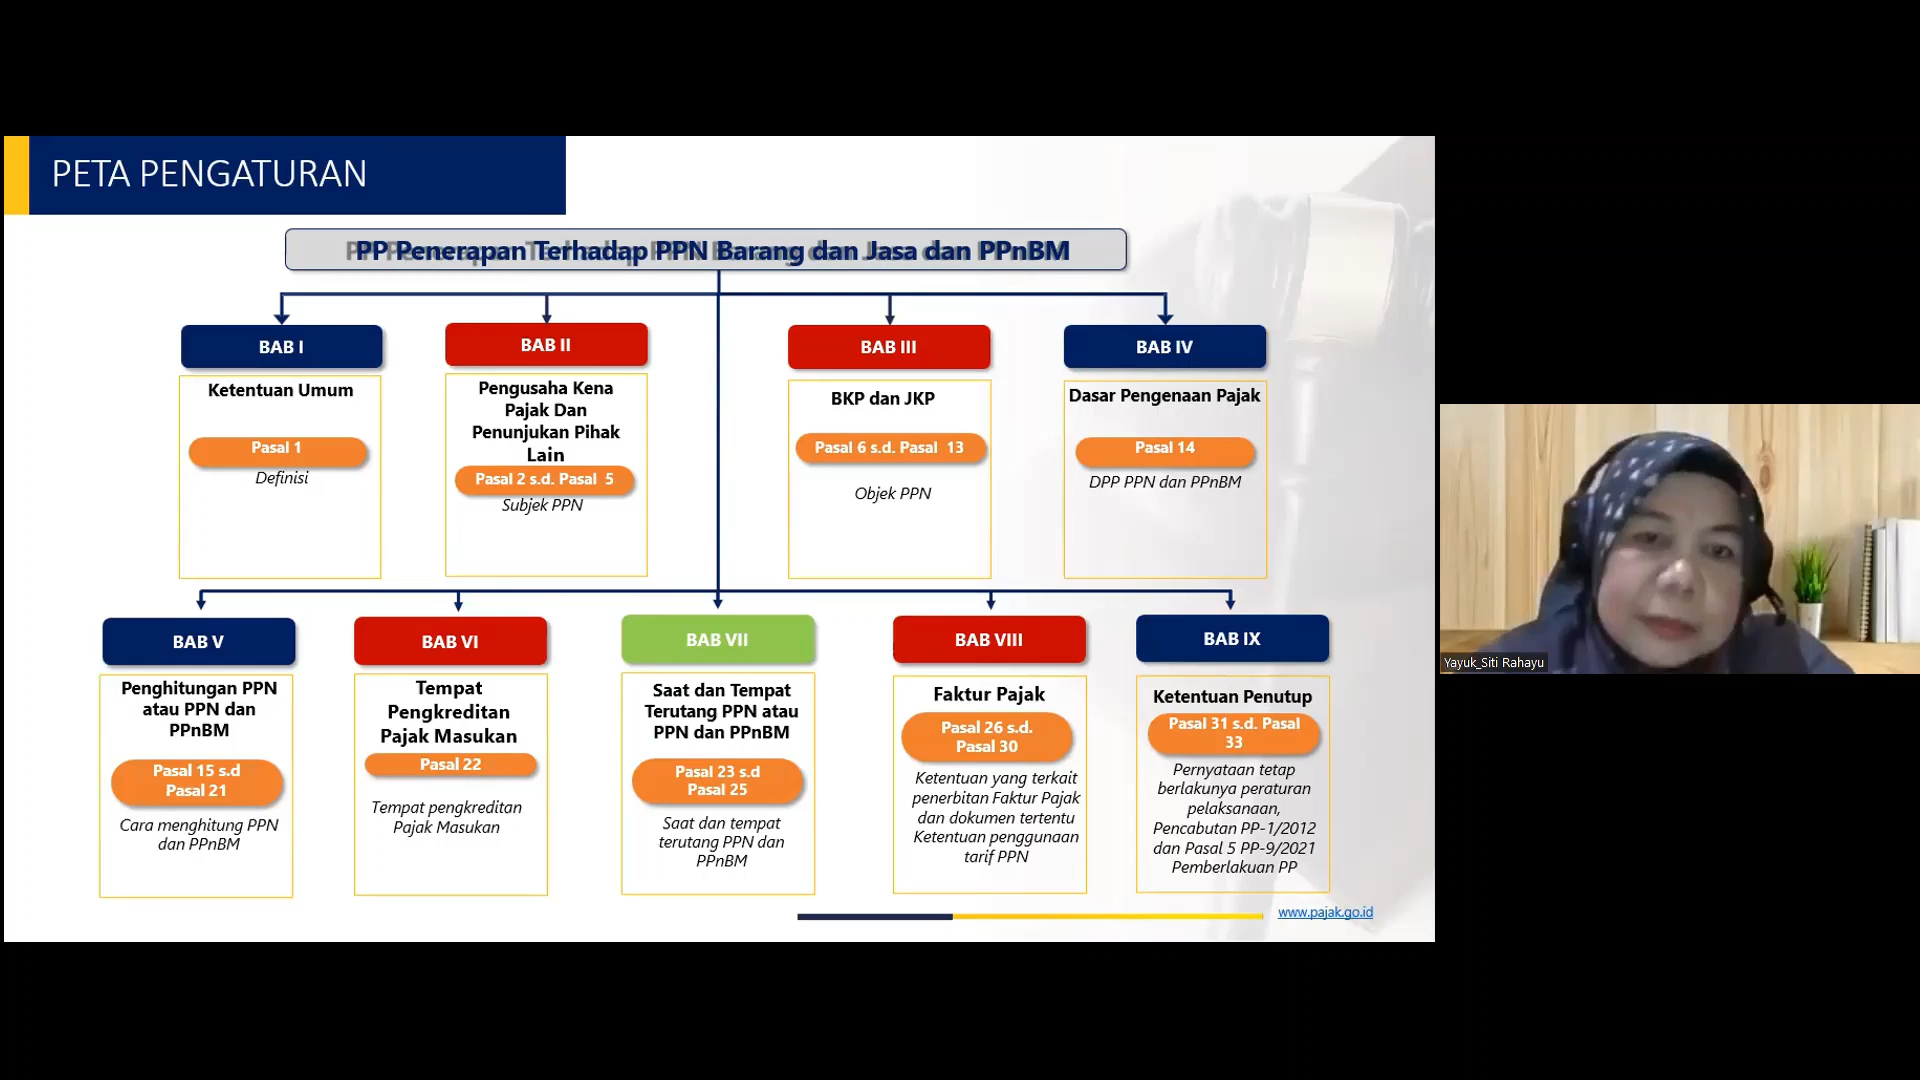 PETA PENGATURAN
PP Penerapan Terhadap PPN Barang dan Jasa dan PPnBM
BAB I
Ketentuan Umum
Pasal 1
Definisi
BAB II
Pengusaha Kena
Pajak Dan
Penunjukan Pihak
Lain
Pasal 2 s.d. Pasal 5
Subjek PPN
BAB III
BKP dan JKP
Pasal 6 s.d. Pasal 13
Objek PPN
BAB IV
Dasar Pengenaan Pajak
Pasal 14
DPP PPN dan PPnBM
BAB V
Penghitungan PPN
atau PPN dan
PPnBM
Pasal 15 s.d
Pasal 21
Cara menghitung PPN
dan PPnBM
BAB VI
Tempat
Pengkreditan
Pajak Masukan
Pasal 22
Tempat pengkreditan
Pajak Masukan
BAB VII
Saat dan Tempat
Terutang PPN atau
PPN dan PPnBM
Pasal 23 s.d
Pasal 25
Saat dan tempat
terutang PPN dan
PPnBM
BAB VIII
Faktur Pajak
Pasal 26 s.d.
Pasal 30
Ketentuan yang terkait
penerbitan Faktur Pajak
dan dokumen tertentu
Ketentuan penggunaan
tarif PPN
BAB IX
Ketentuan Penutup
Pasal 31 s.d. Pasal
33
Pernyataan tetap
berlakunya peraturan
pelaksanaan,
Pencabutan PP-1/2012
dan Pasal 5 PP-9/2021
Pemberlakuan PP
www.pajak.go.id
Yayuk_Siti Rahayu